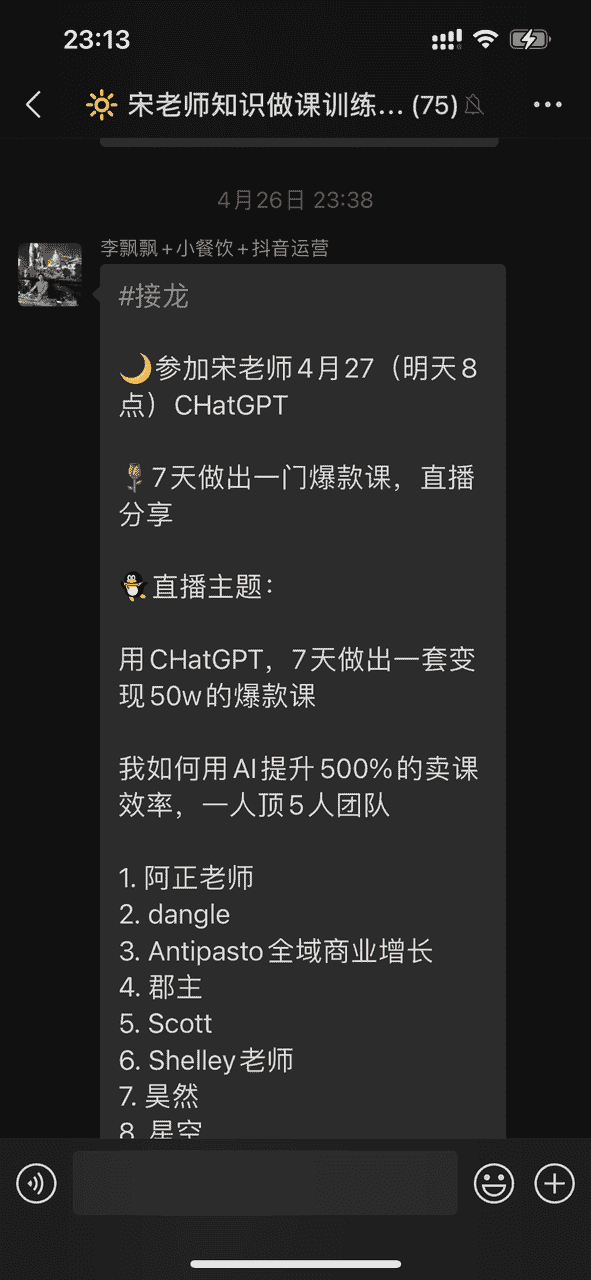 23:13
宋老师知识做课训练... (75)
4月26日 23:38
李飘飘+小餐饮+抖音运营
#接龙
🌙参加宋老师4月27（明天8
点）CHatGPT
🌹7天做出一门爆款课，直播
分享
🐧直播主题：
用CHatGPT，7天做出一套变
现50w的爆款课
我如何用AI提升500%的卖课
效率，一人顶5人团队
1. 阿正老师
2. dangle
3. Antipasto全域商业增长
4. 郡主
5. Scott
6. Shelley老师
7. 昊然
8. 星空